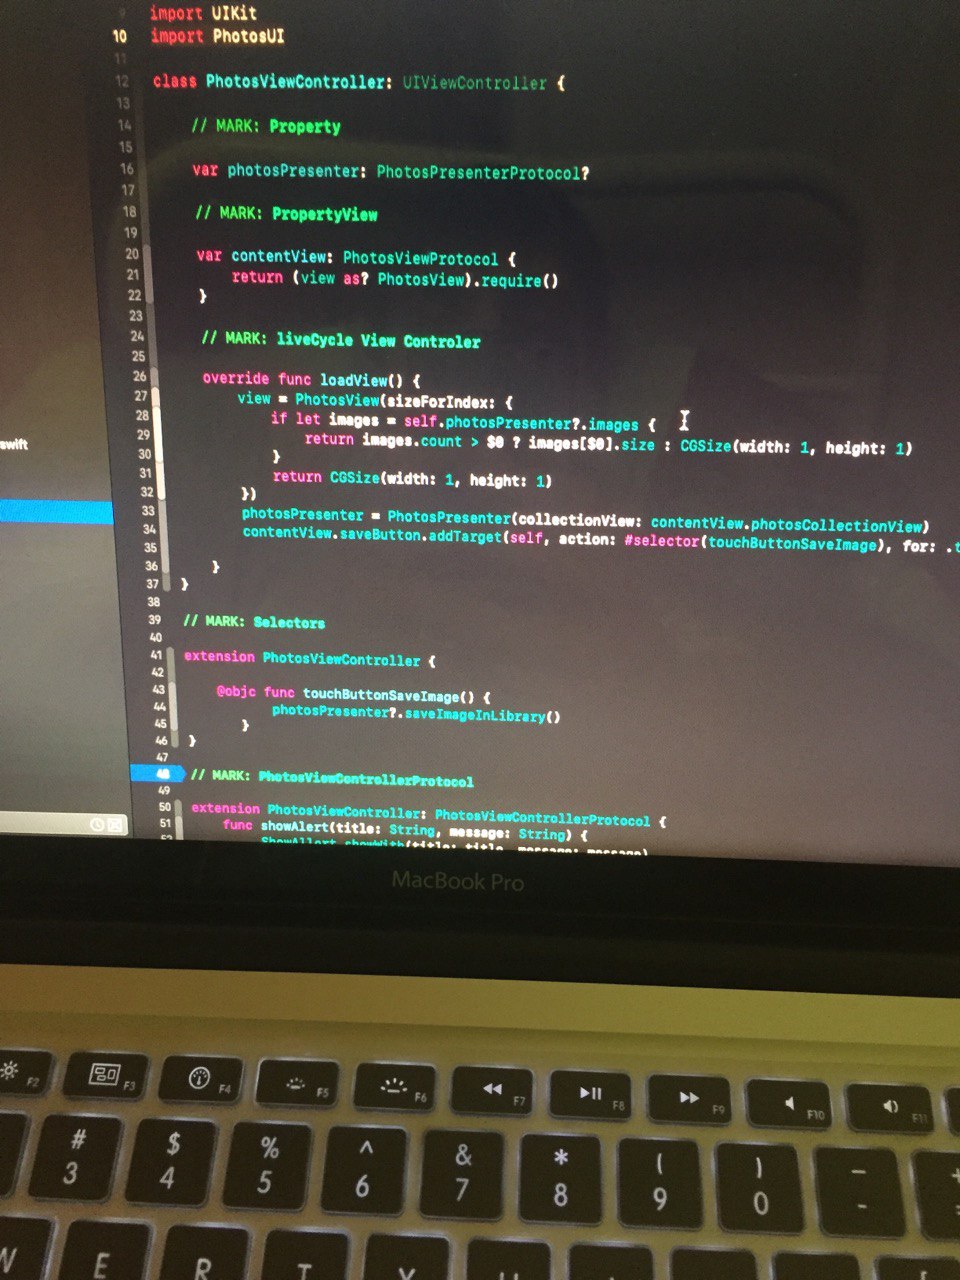 9 import UIKit
10 import PhotosUI
11
12 class PhotosViewController: UIViewController {
13
14 // MARK: Property
15
16 var photosPresenter: PhotosPresenterProtocol?
17
18 // MARK: PropertyView
19
20 var contentView: PhotosViewProtocol {
21 return (view as? PhotosView).require()
22 }
23
24 // MARK: liveCycle View Controler
25
26 override func loadView() {
27 view = PhotosView(sizeForIndex: {
28 if let images = self.photosPresenter?.images {
29 return images.count > $0 ? images[$0].size : CGSize(width: 1, height: 1)
30 }
31 return CGSize(width: 1, height: 1)
32 })
33 photosPresenter = PhotosPresenter(collectionView: contentView.photosCollectionView)
34 contentView.saveButton.addTarget(self, action: #selector(touchButtonSaveImage), for: .t
35
36 }
37 }
38
39 // MARK: Selectors
40
41 extension PhotosViewController {
42
43 @objc func touchButtonSaveImage() {
44 photosPresenter?.saveImageInLibrary()
45 }
46 }
47
48 // MARK: PhotosViewControllerProtocol
49
50 extension PhotosViewController: PhotosViewControllerProtocol {
51 func showAlert(title: String, message: String) {
52 ShowAllert.showWith(title: title, message: message)
swift
MacBook Pro
F2 F3 F4 F5 F6 F7 F8 F9 F10 F11
# $ % ^ & * ( ) _
3 4 5 6 7 8 9 0 -
W E R T Y U